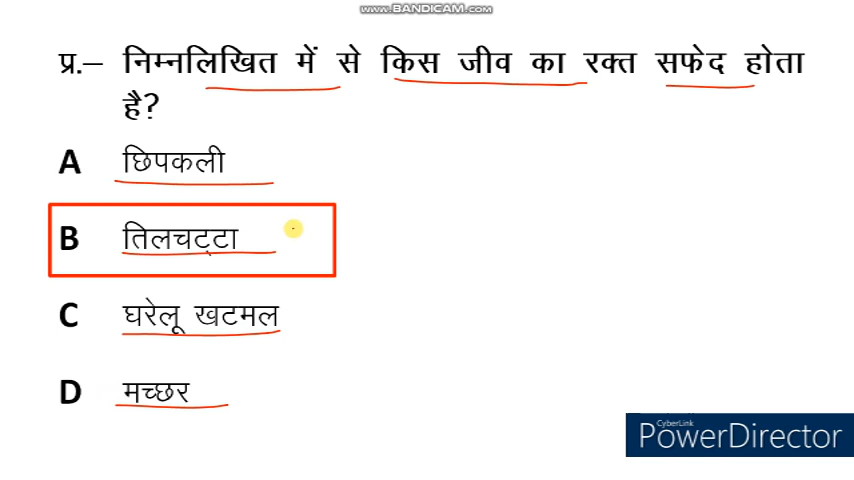 www.BANDICAM.com
प्र.– निम्नलिखित में से किस जीव का रक्त सफेद होता
है?
A छिपकली
B तिलचट्टा
C घरेलू खटमल
D मच्छर
CyberLink
PowerDirector